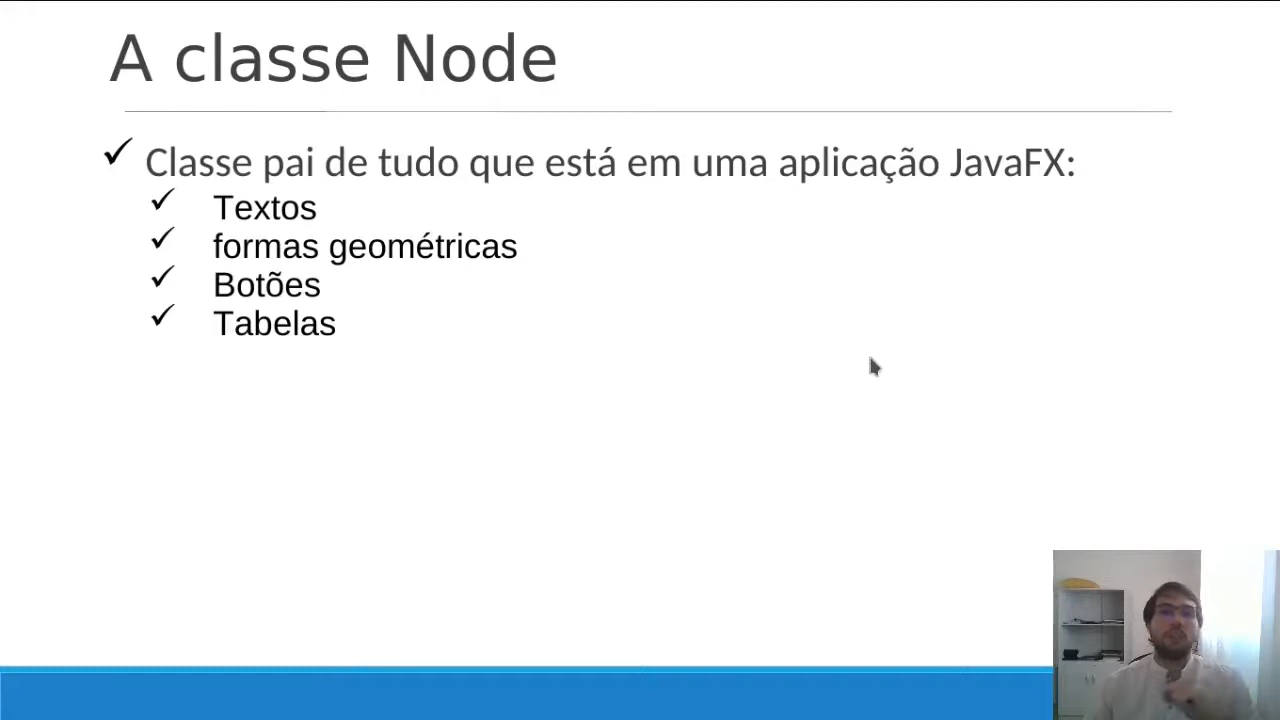 A classe Node
Classe pai de tudo que está em uma aplicação JavaFX:
Textos
formas geométricas
Botões
Tabelas